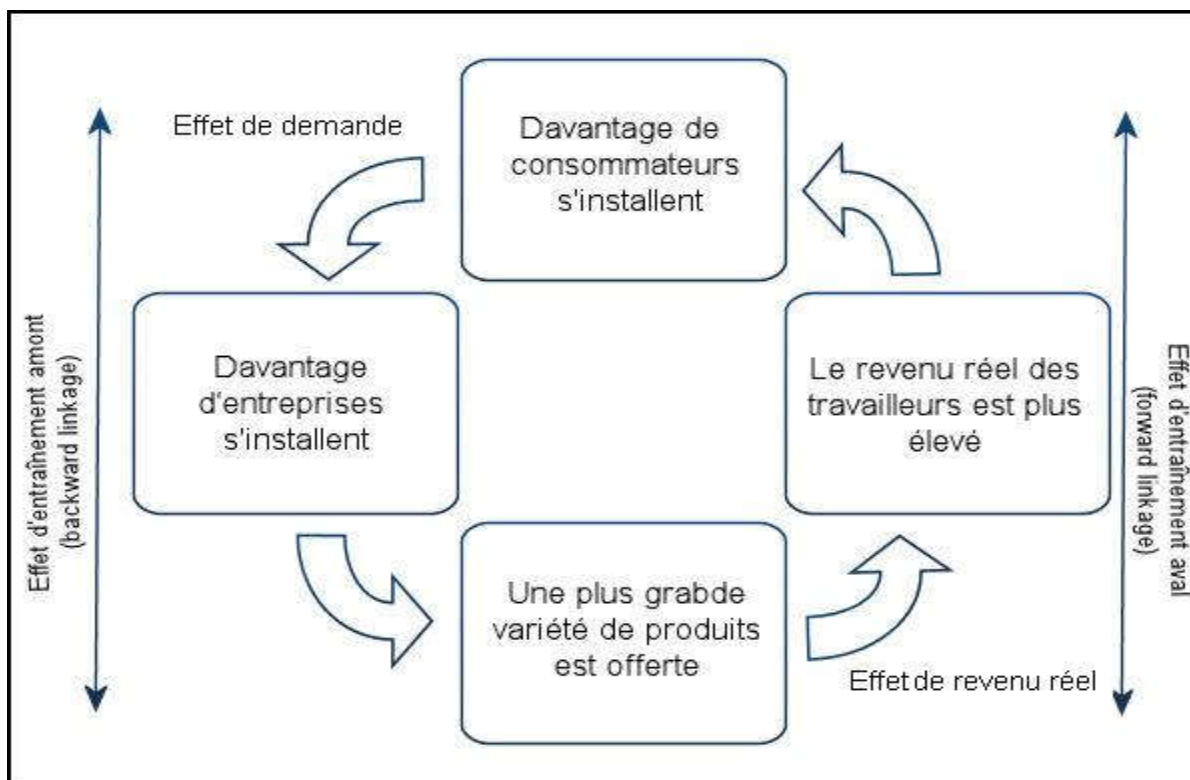 Effet de demande
Davantage de
consommateurs
s'installent
Davantage
d'entreprises
s'installent
Le revenu réel des
travailleurs est plus
élevé
Une plus grabde
variété de produits
est offerte
Effet de revenu réel
Effet d'entraînement amont
(backward linkage)
Effet d'entraînement aval
(forward linkage)